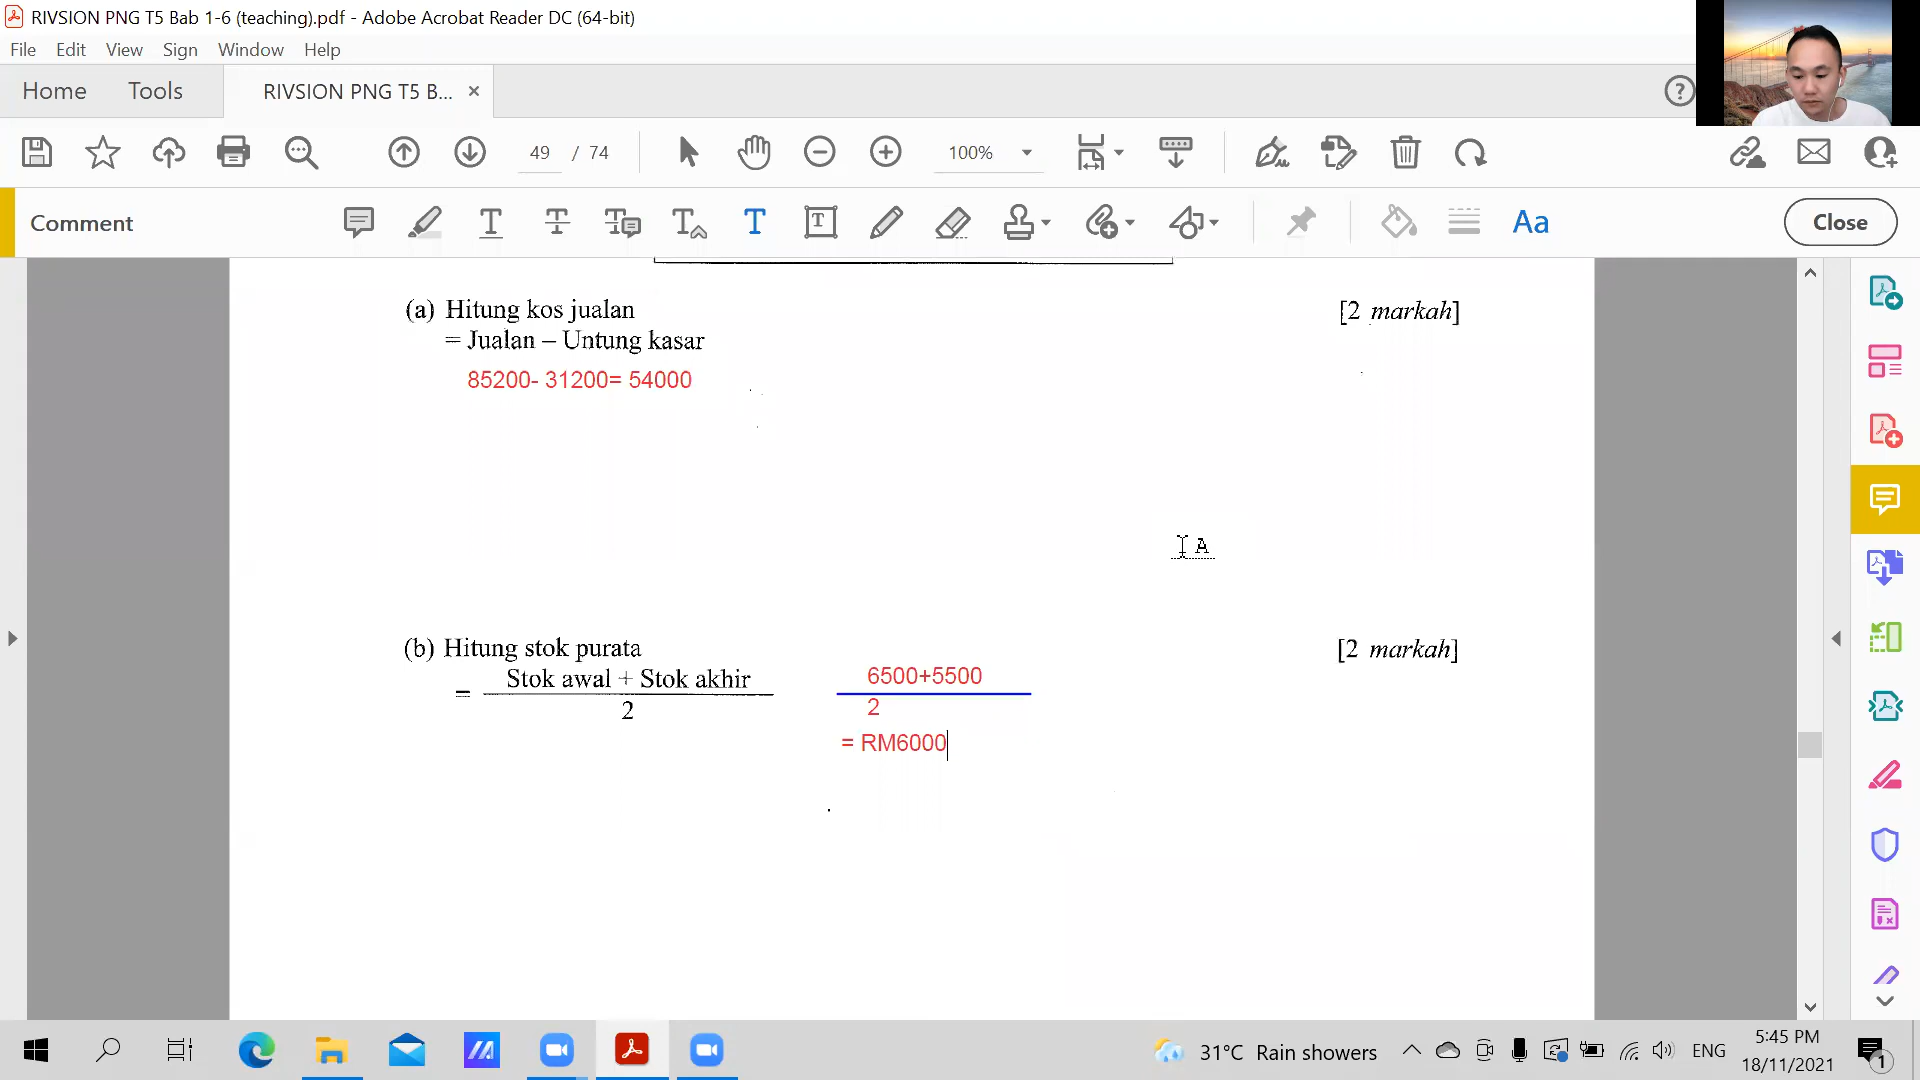 RIVSION PNG T5 Bab 1-6 (teaching).pdf - Adobe Acrobat Reader DC (64-bit)
File Edit View Sign Window Help
Home Tools RIVSION PNG T5 B... ×
49 / 74 100%
Comment Aa Close
(a) Hitung kos jualan [2 markah]
= Jualan – Untung kasar
85200- 31200= 54000
A
(b) Hitung stok purata [2 markah]
= Stok awal + Stok akhir 6500+5500
2 2
= RM6000
31°C Rain showers ENG 5:45 PM
18/11/2021 1